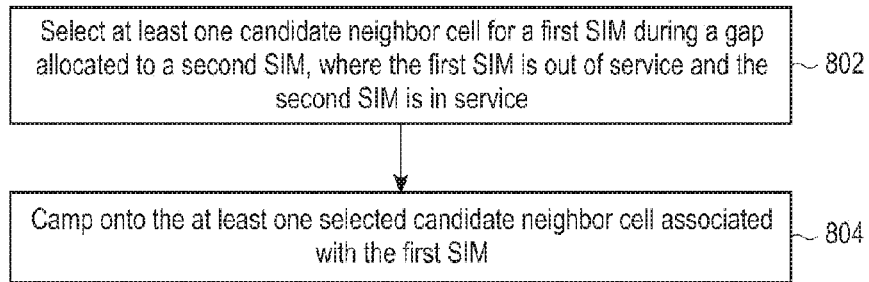 Select at least one candidate neighbor cell for a first SIM during a gap
allocated to a second SIM, where the first SIM is out of service and the
second SIM is in service
802
Camp onto the at least one selected candidate neighbor cell associated
with the first SIM
804